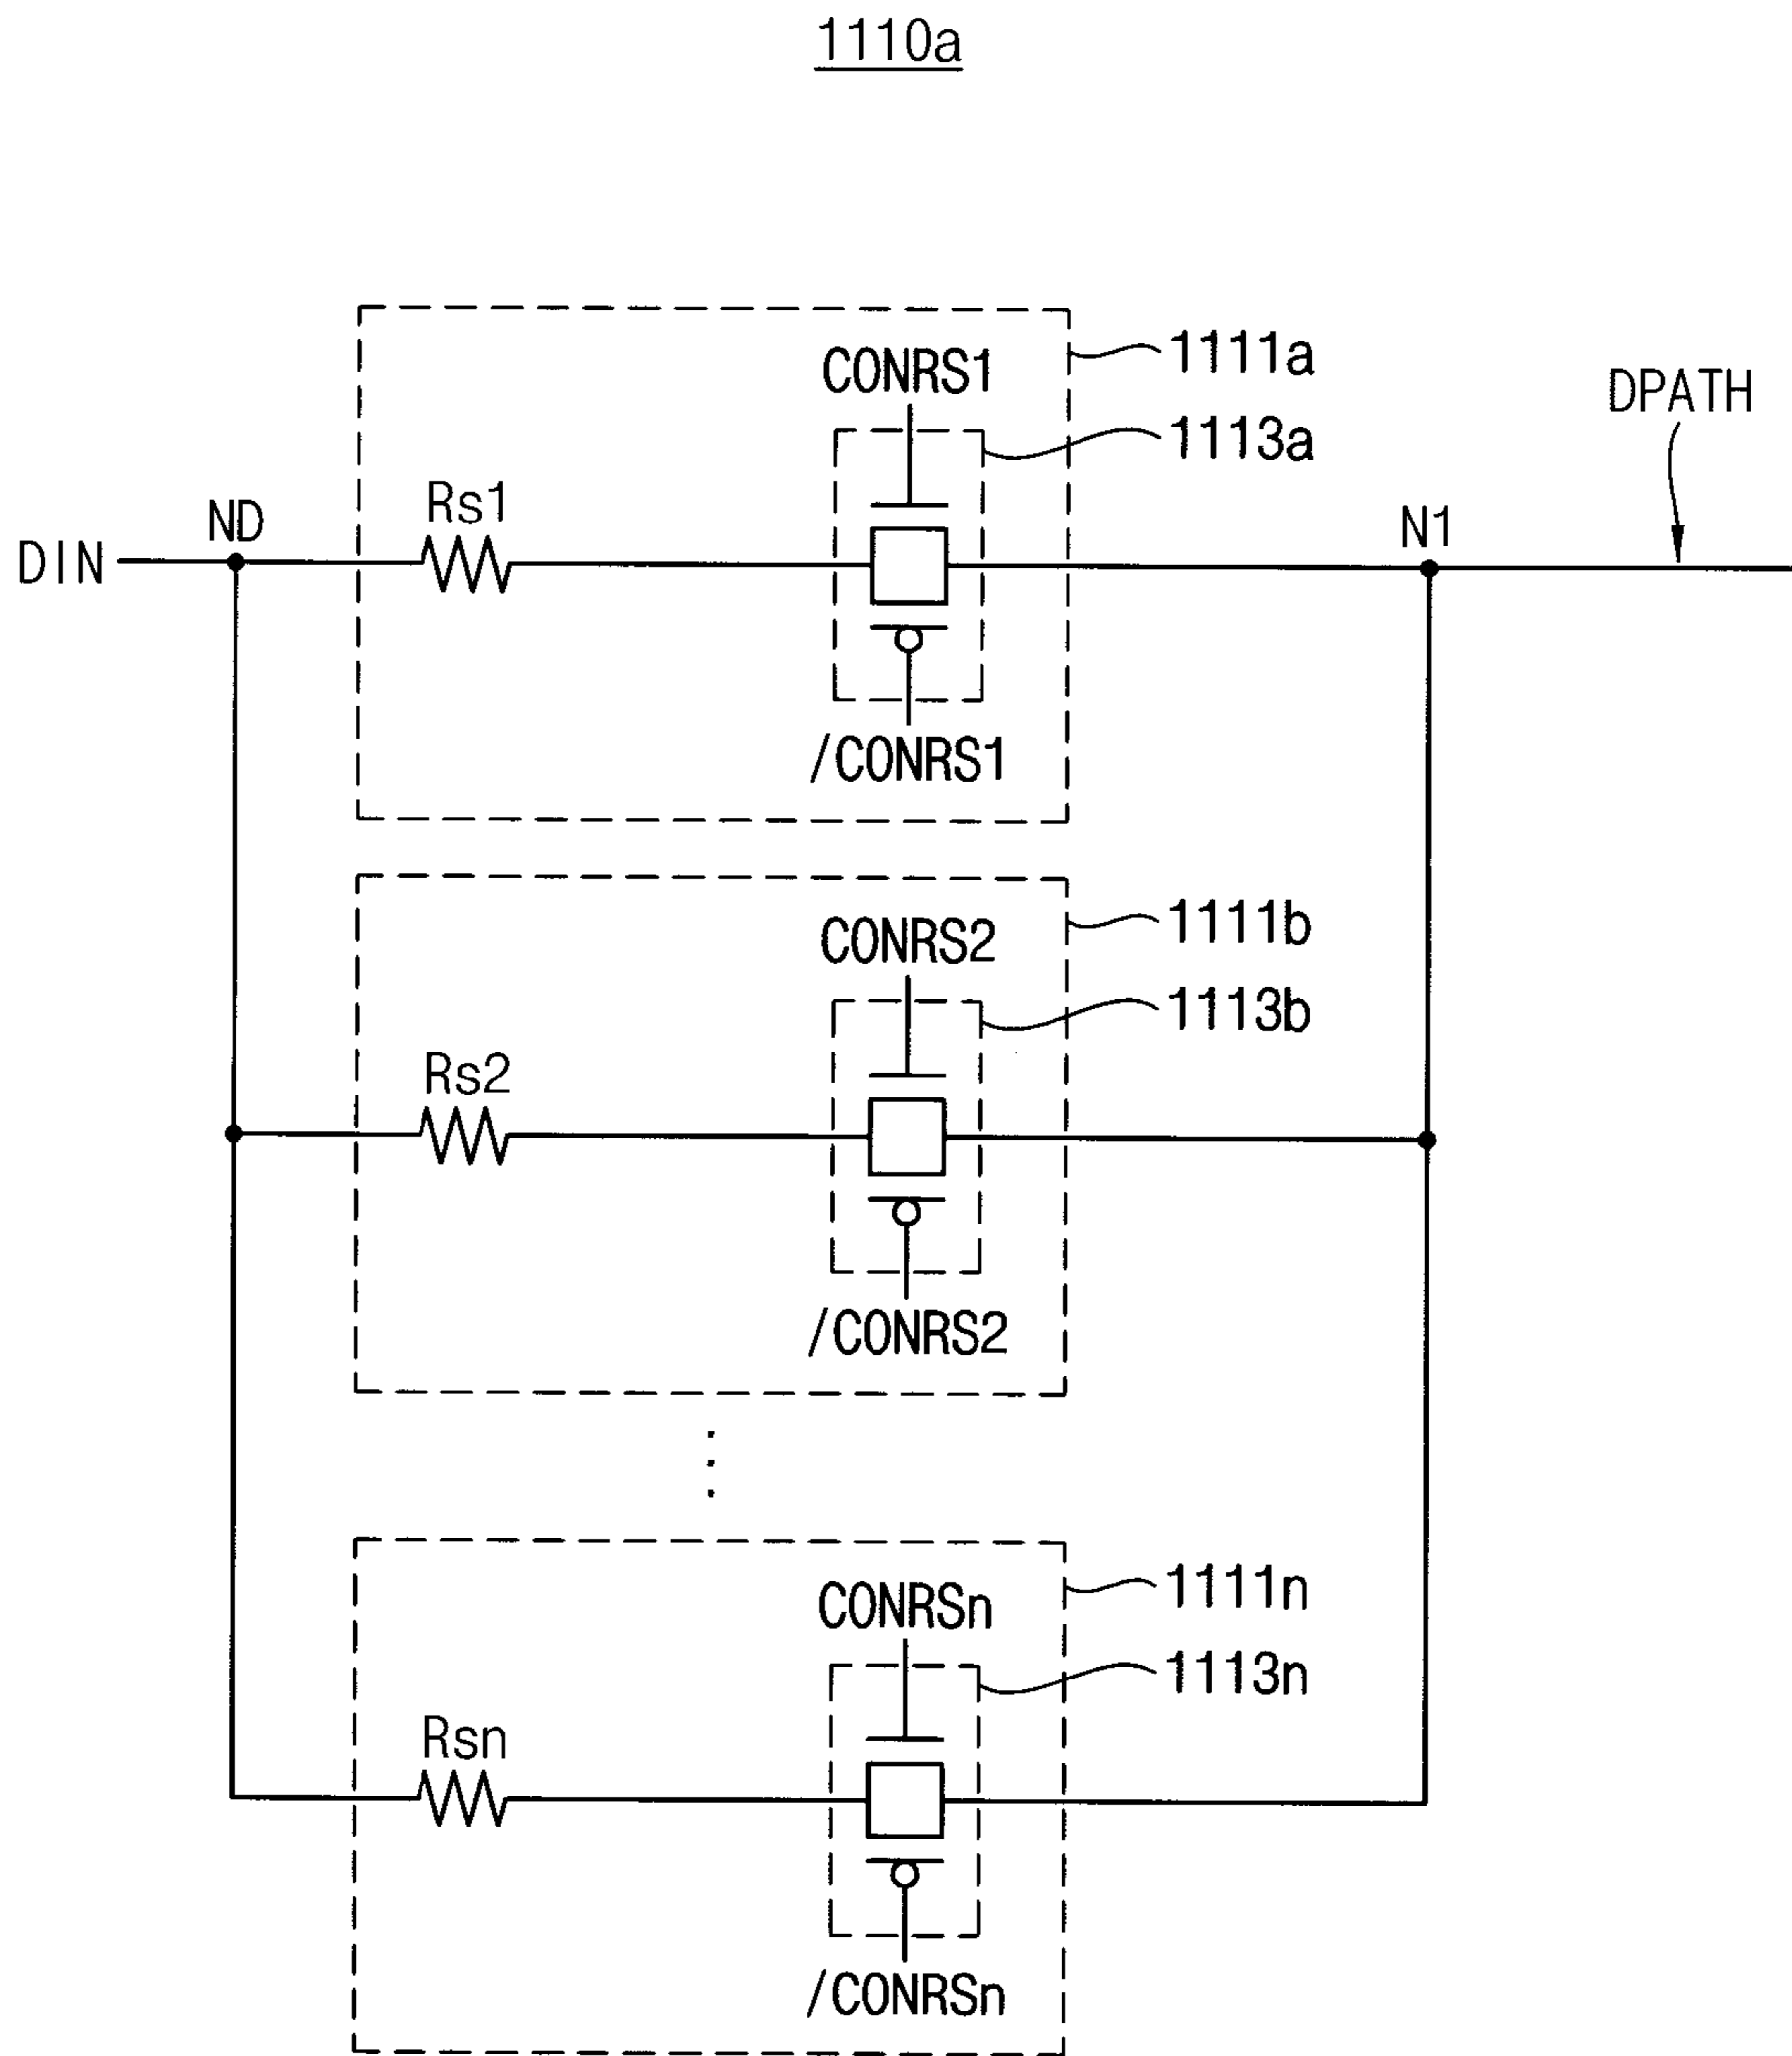 1110a
CONRS1
1111a
1113a
DPATH
Rs1
ND
N1
DIN
/CONRS1
CONRS2
1111b
1113b
Rs2
/CONRS2
CONRSn
1111n
1113n
Rsn
/CONRSn